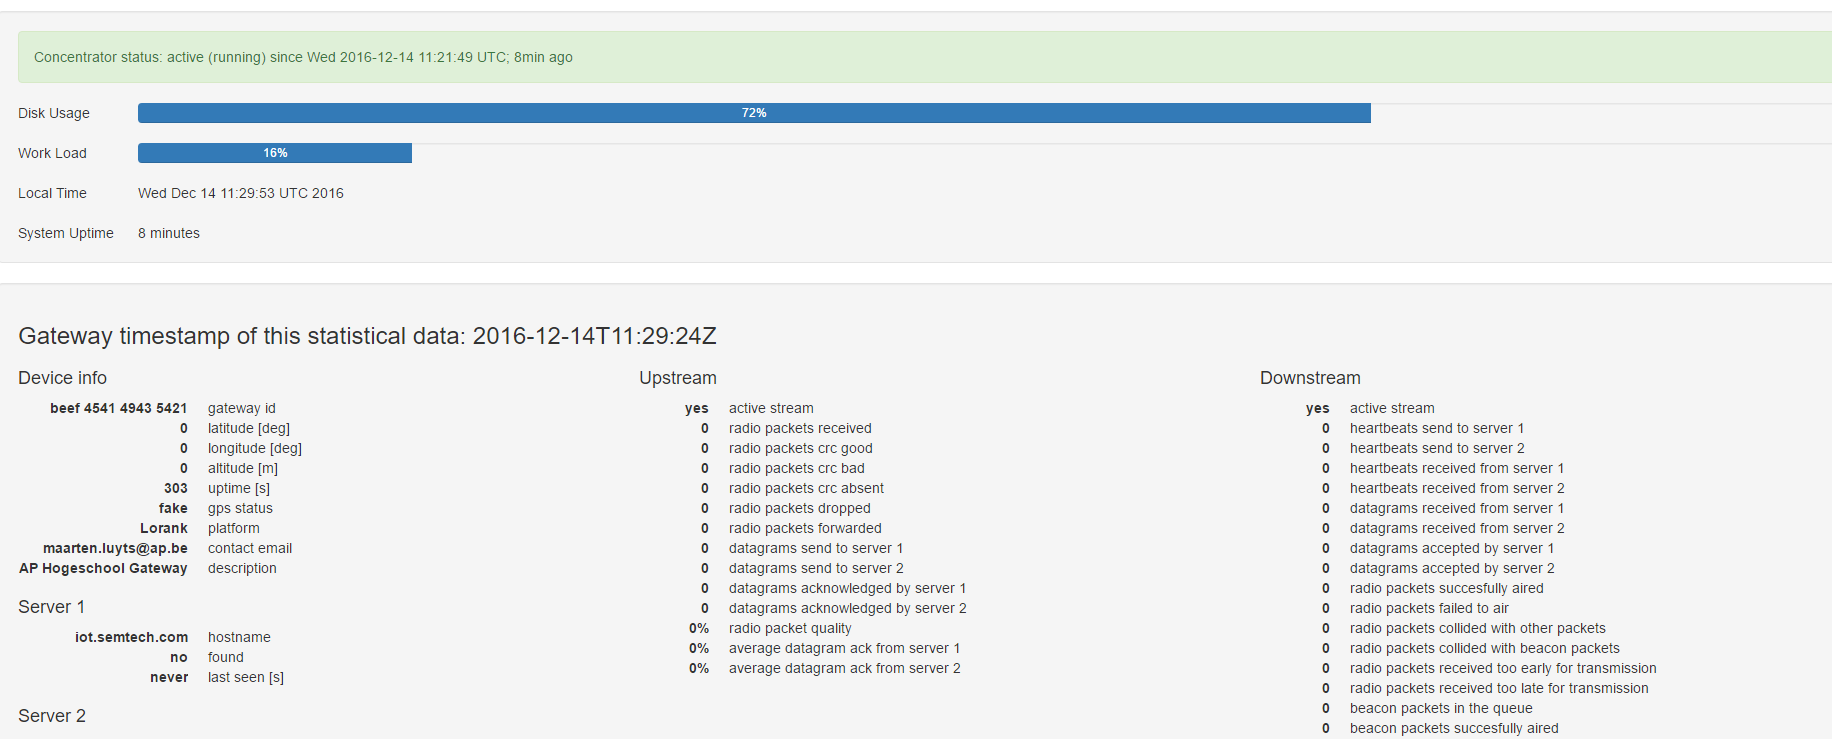 Concentrator status: active (running) since Wed 2016-12-14 11:21:49 UTC; 8min ago
Disk Usage 72%
Work Load 16%
Local Time Wed Dec 14 11:29:53 UTC 2016
System Uptime 8 minutes
Gateway timestamp of this statistical data: 2016-12-14T11:29:24Z
Device info
beef 4541 4943 5421 gateway id
0 latitude [deg]
0 longitude [deg]
0 altitude [m]
303 uptime [s]
fake gps status
Lorank platform
maarten.luyts@ap.be contact email
AP Hogeschool Gateway description
Server 1
iot.semtech.com hostname
no found
never last seen [s]
Server 2
Upstream
yes active stream
0 radio packets received
0 radio packets crc good
0 radio packets crc bad
0 radio packets crc absent
0 radio packets dropped
0 radio packets forwarded
0 datagrams send to server 1
0 datagrams send to server 2
0 datagrams acknowledged by server 1
0 datagrams acknowledged by server 2
0% radio packet quality
0% average datagram ack from server 1
0% average datagram ack from server 2
Downstream
yes active stream
0 heartbeats send to server 1
0 heartbeats send to server 2
0 heartbeats received from server 1
0 heartbeats received from server 2
0 datagrams received from server 1
0 datagrams received from server 2
0 datagrams accepted by server 1
0 datagrams accepted by server 2
0 radio packets succesfully aired
0 radio packets failed to air
0 radio packets collided with other packets
0 radio packets collided with beacon packets
0 radio packets received too early for transmission
0 radio packets received too late for transmission
0 beacon packets in the queue
0 beacon packets succesfully aired